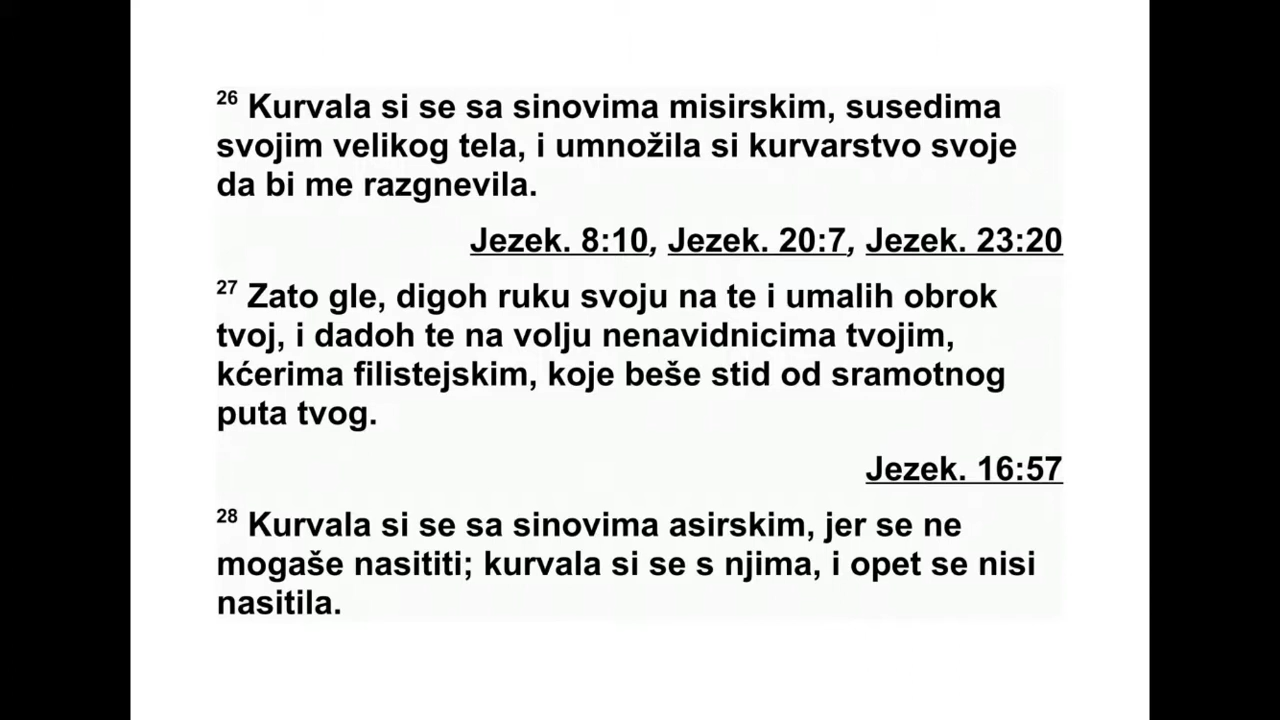 26 Kurvala si se sa sinovima misirskim, susedima
svojim velikog tela, i umnožila si kurvarstvo svoje
da bi me razgnevila.
Jezek. 8:10, Jezek. 20:7, Jezek. 23:20
27 Zato gle, digoh ruku svoju na te i umalih obrok
tvoj, i dadoh te na volju nenavidnicima tvojim,
kćerima filistejskim, koje beše stid od sramotnog
puta tvog.
Jezek. 16:57
28 Kurvala si se sa sinovima asirskim, jer se ne
mogaše nasititi; kurvala si se s njima, i opet se nisi
nasitila.